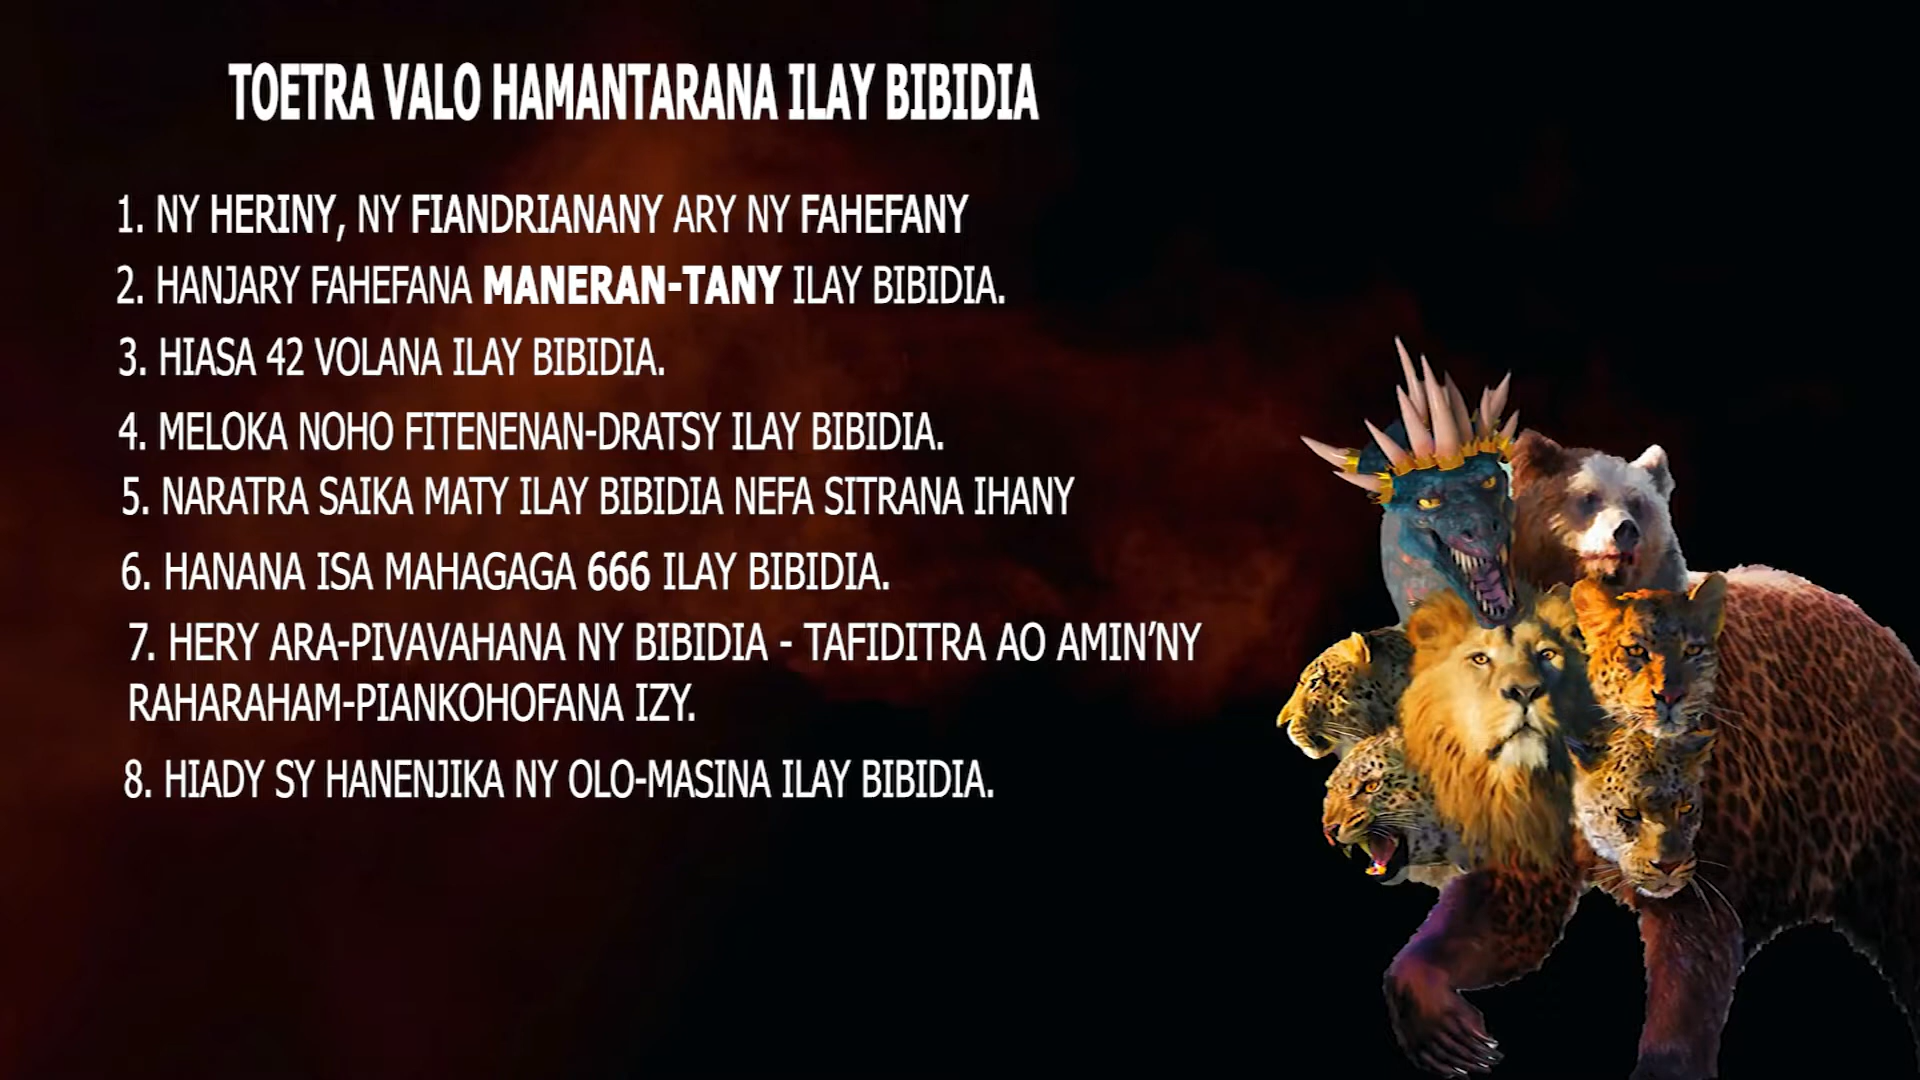 TOETRA VALO HAMANTARANA ILAY BIBIDIA
1. NY HERINY, NY FIANDRIANANY ARY NY FAHEFANY
2. HANJARY FAHEFANA MANERAN-TANY ILAY BIBIDIA.
3. HIASA 42 VOLANA ILAY BIBIDIA.
4. MELOKA NOHO FITENENAN-DRATSY ILAY BIBIDIA.
5. NARATRA SAIKA MATY ILAY BIBIDIA NEFA SITRANA IHANY
6. HANANA ISA MAHAGAGA 666 ILAY BIBIDIA.
7. HERY ARA-PIVAVAHANA NY BIBIDIA - TAFIDITRA AO AMIN'NY
RAHARAHAM-PIANKOHOFANA IZY.
8. HIADY SY HANENJIKA NY OLO-MASINA ILAY BIBIDIA.